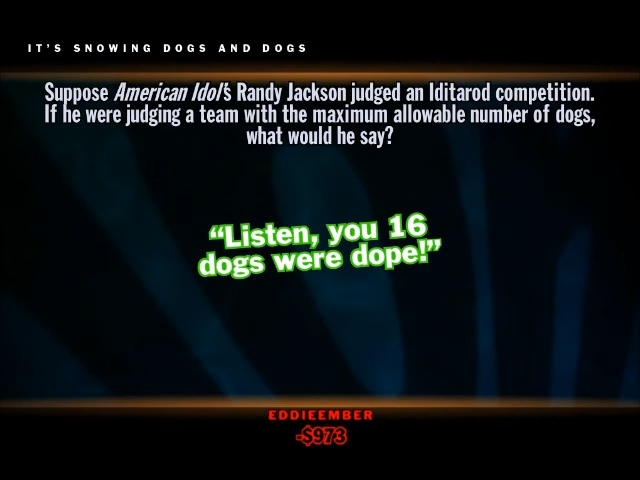 IT'S SNOWING DOGS AND DOGS
Suppose American Idol's Randy Jackson judged an Iditarod competition.
If he were judging a team with the maximum allowable number of dogs,
what would he say?
“Listen, you 16
dogs were dope!”
EDDIEEMBER
-$973